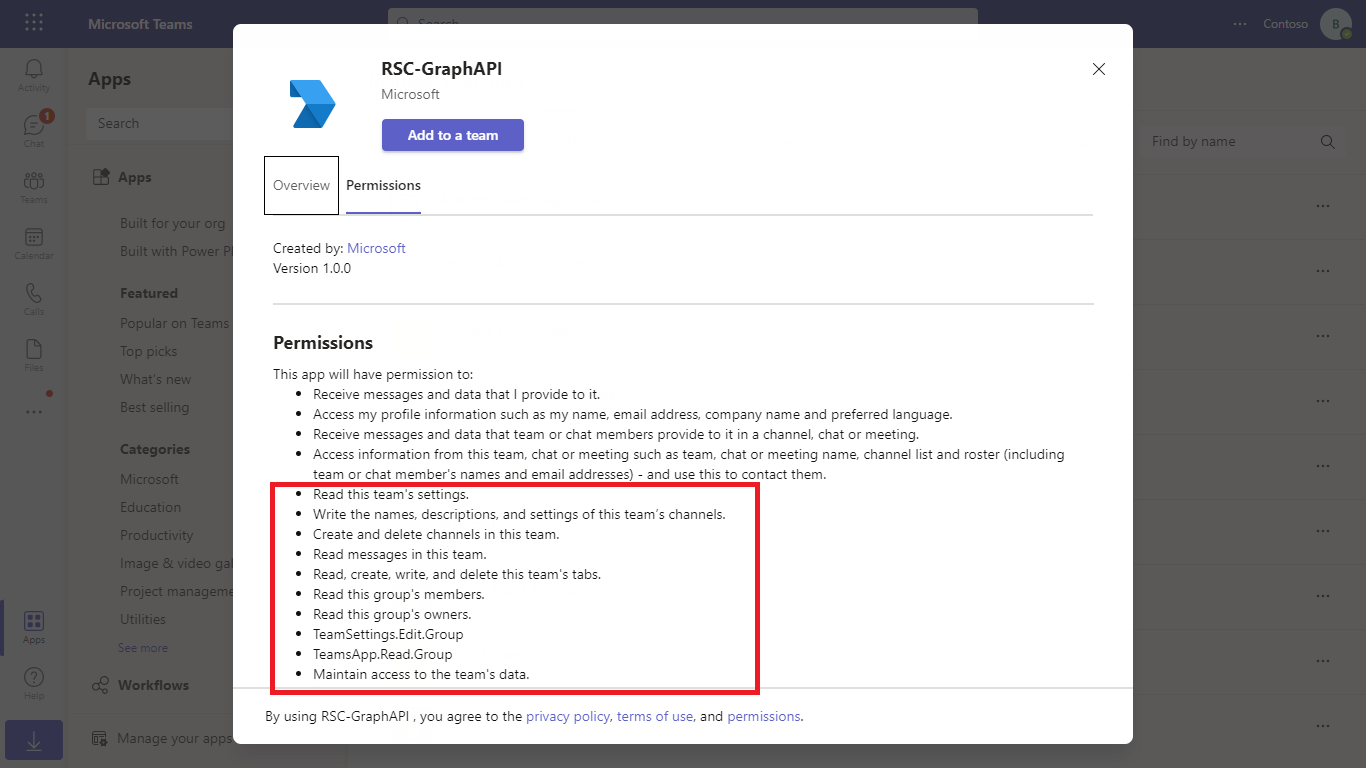 Microsoft Teams
Search
Contoso
B
Activity
Chat
1
Teams
Calendar
Calls
Files
Apps
Help
Apps
Search
Apps
Built for your org
Built with Power
Featured
Popular on Teams
Top picks
What's new
Best selling
Categories
Microsoft
Education
Productivity
Image & video
Project
Utilities
See more
Workflows
Manage your apps
Find by name
RSC-GraphAPI
Microsoft
Add to a team
Overview
Permissions
Created by: Microsoft
Version 1.0.0
Permissions
This app will have permission to:
• Receive messages and data that I provide to it.
• Access my profile information such as my name, email address, company name and preferred language.
• Receive messages and data that team or chat members provide to it in a channel, chat or meeting.
• Access information from this team, chat or meeting such as team, chat or meeting name, channel list and roster (including
team or chat member's names and email addresses) - and use this to contact them.
• Read this team's settings.
• Write the names, descriptions, and settings of this team’s channels.
• Create and delete channels in this team.
• Read messages in this team.
• Read, create, write, and delete this team's tabs.
• Read this group's members.
• Read this group's owners.
• TeamSettings.Edit.Group
• TeamsApp.Read.Group
• Maintain access to the team's data.
By using RSC-GraphAPI , you agree to the privacy policy, terms of use, and permissions.